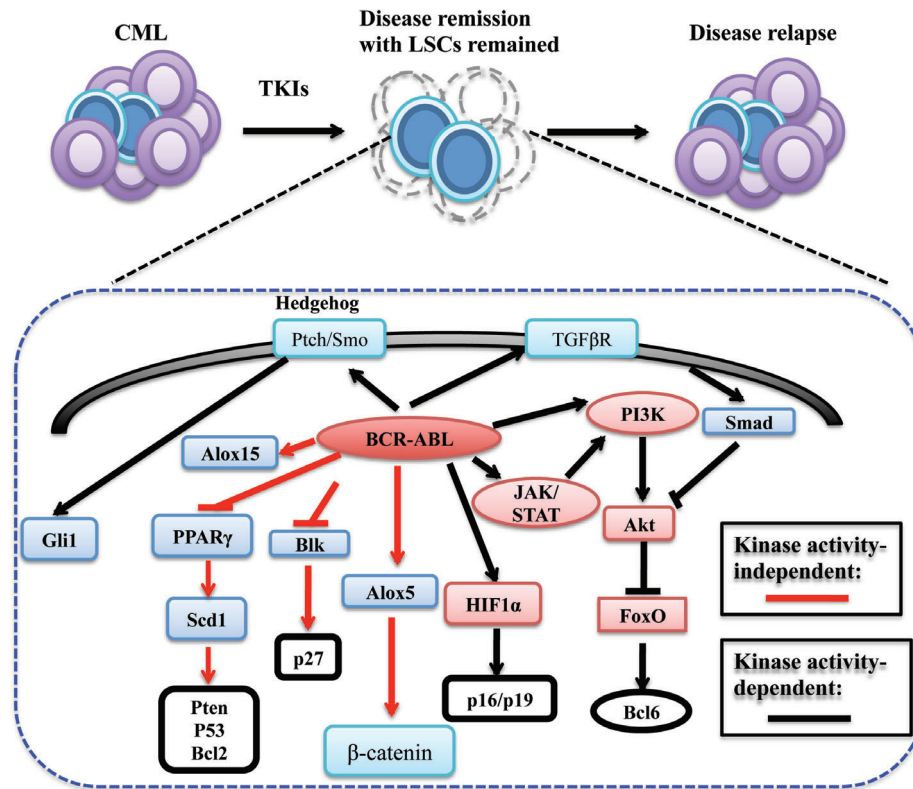 CML
TKIs
Disease remission
with LSCs remained
Disease relapse
Hedgehog
Ptch/Smo
TGFβR
BCR-ABL
PI3K
Smad
Alox15
JAK/
STAT
Gli1
PPARγ
Blk
Akt
Kinase activity-
independent:
Scd1
Alox5
HIF1α
FoxO
p27
p16/p19
Bcl6
Kinase activity-
dependent:
Pten
P53
Bcl2
β-catenin